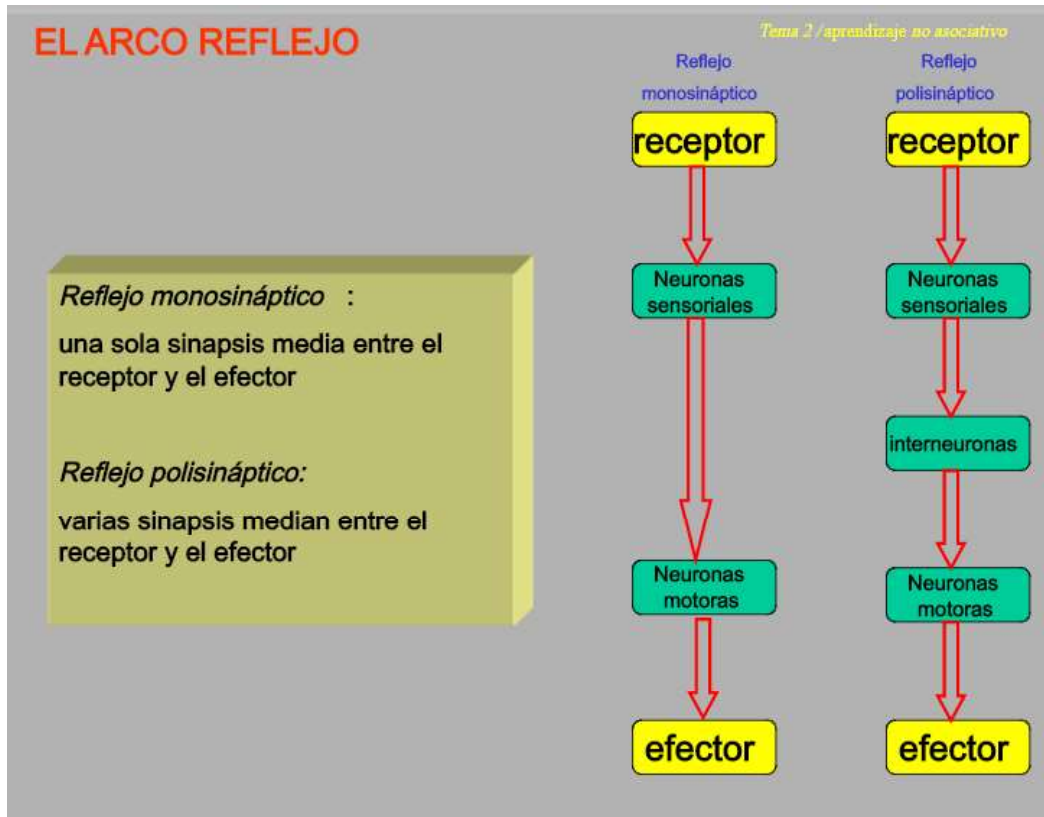 EL ARCO REFLEJO
Tema 2 /aprendizaje no asociativo
Reflejo
monosináptico
receptor
Neuronas
sensoriales
Neuronas
motoras
efector
Reflejo
polisináptico
receptor
Neuronas
sensoriales
interneuronas
Neuronas
motoras
efector
Reflejo monosináptico :
una sola sinapsis media entre el
receptor y el efector
Reflejo polisináptico:
varias sinapsis median entre el
receptor y el efector